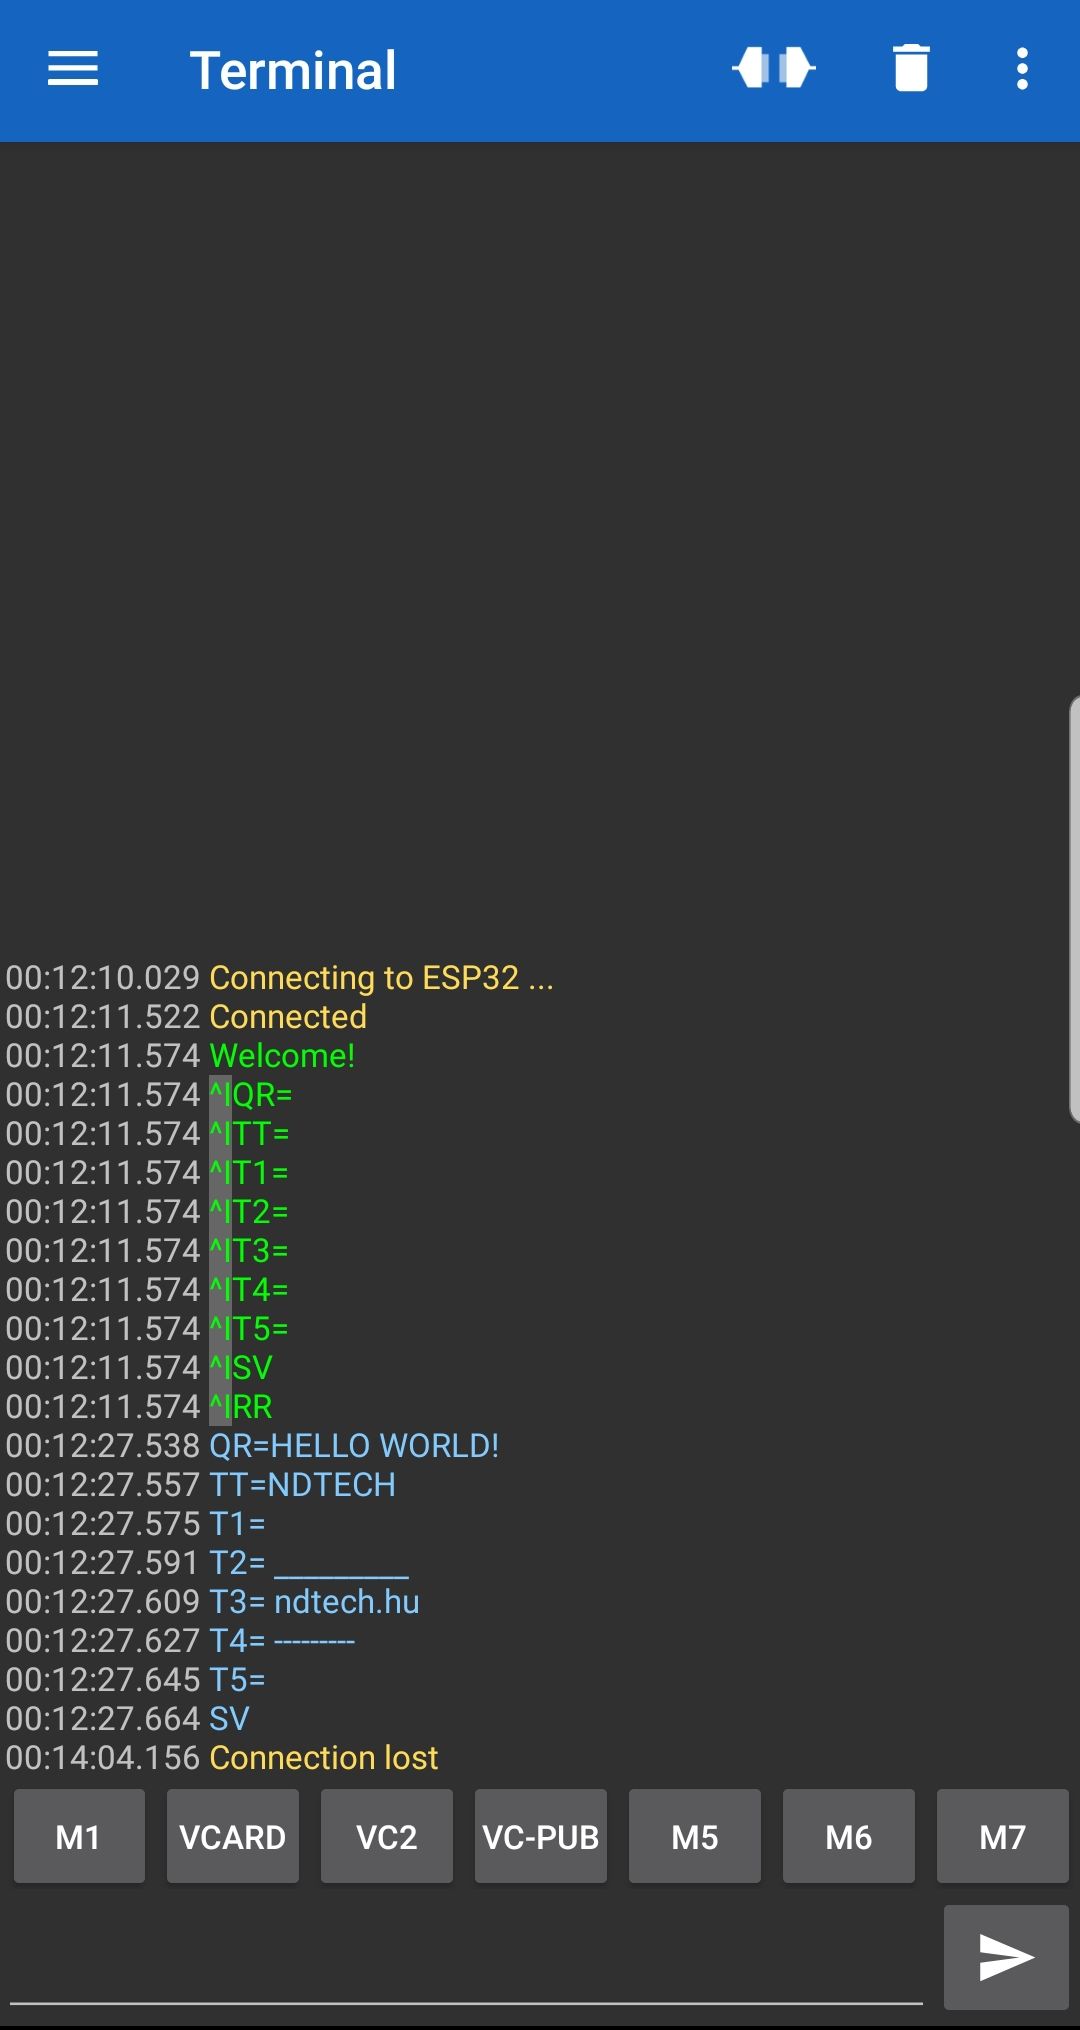 Terminal
00:12:10.029 Connecting to ESP32 ...
00:12:11.522 Connected
00:12:11.574 Welcome!
00:12:11.574 ^IQR=
00:12:11.574 ^ITT=
00:12:11.574 ^IT1=
00:12:11.574 ^IT2=
00:12:11.574 ^IT3=
00:12:11.574 ^IT4=
00:12:11.574 ^IT5=
00:12:11.574 ^ISV
00:12:11.574 ^IRR
00:12:27.538 QR=HELLO WORLD!
00:12:27.557 TT=NDTECH
00:12:27.575 T1=
00:12:27.591 T2= _________
00:12:27.609 T3= ndtech.hu
00:12:27.627 T4= ---------
00:12:27.645 T5=
00:12:27.664 SV
00:14:04.156 Connection lost
M1 VCARD VC2 VC-PUB M5 M6 M7